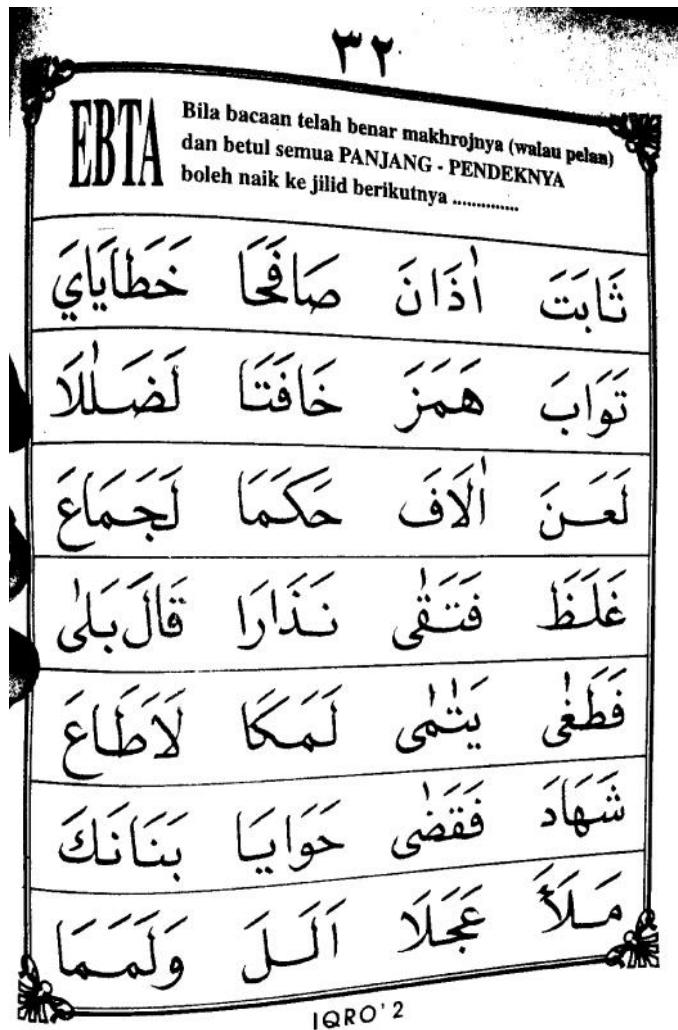 ٣٢
EBTA
Bila bacaan telah benar makhrojnya (walau pelan)
dan betul semua PANJANG - PENDEKNYA
boleh naik ke jilid berikutnya ..............
ثَابَتَ اٰذَانَ صَافَحَا خَطَايَايَ
تَوَابَ هَمَزَ خَافَتَا لَضَلٰلَا
لَعَنَ اٰلَافَ حَكَمَا لَجَمَاعَ
غَلَظَ فَتَقٰى نَذَارَا قَالَ بَلٰى
فَطَغٰى يَتٰمٰى لَمَكَا لَاطَاعَ
شَهَادَ فَقَضٰى حَوَايَا بَنَانَكَ
مَلَأَ عَجَلَا اَلَلَ وَلَمَمَا
IQRO' 2